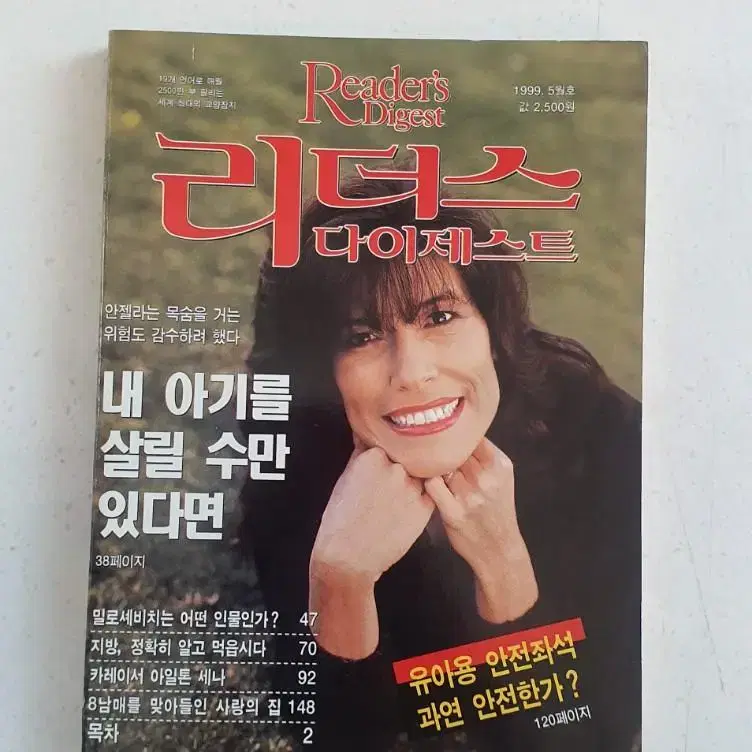 19개 언어로 매월
2500만 부 팔리는
세계 최대의 교양잡지
Reader's
Digest
1999. 5월호
값 2,500원
리더스
다이제스트
안젤라는 목숨을 거는
위험도 감수하려 했다
내 아기를
살릴 수만
있다면
38페이지
밀로셰비치는 어떤 인물인가? 47
지방, 정확히 알고 먹읍시다 70
카레이서 아일톤 세나 92
8남매를 맞아들인 사랑의 집 148
목차 2
유아용 안전좌석
과연 안전한가?
120페이지